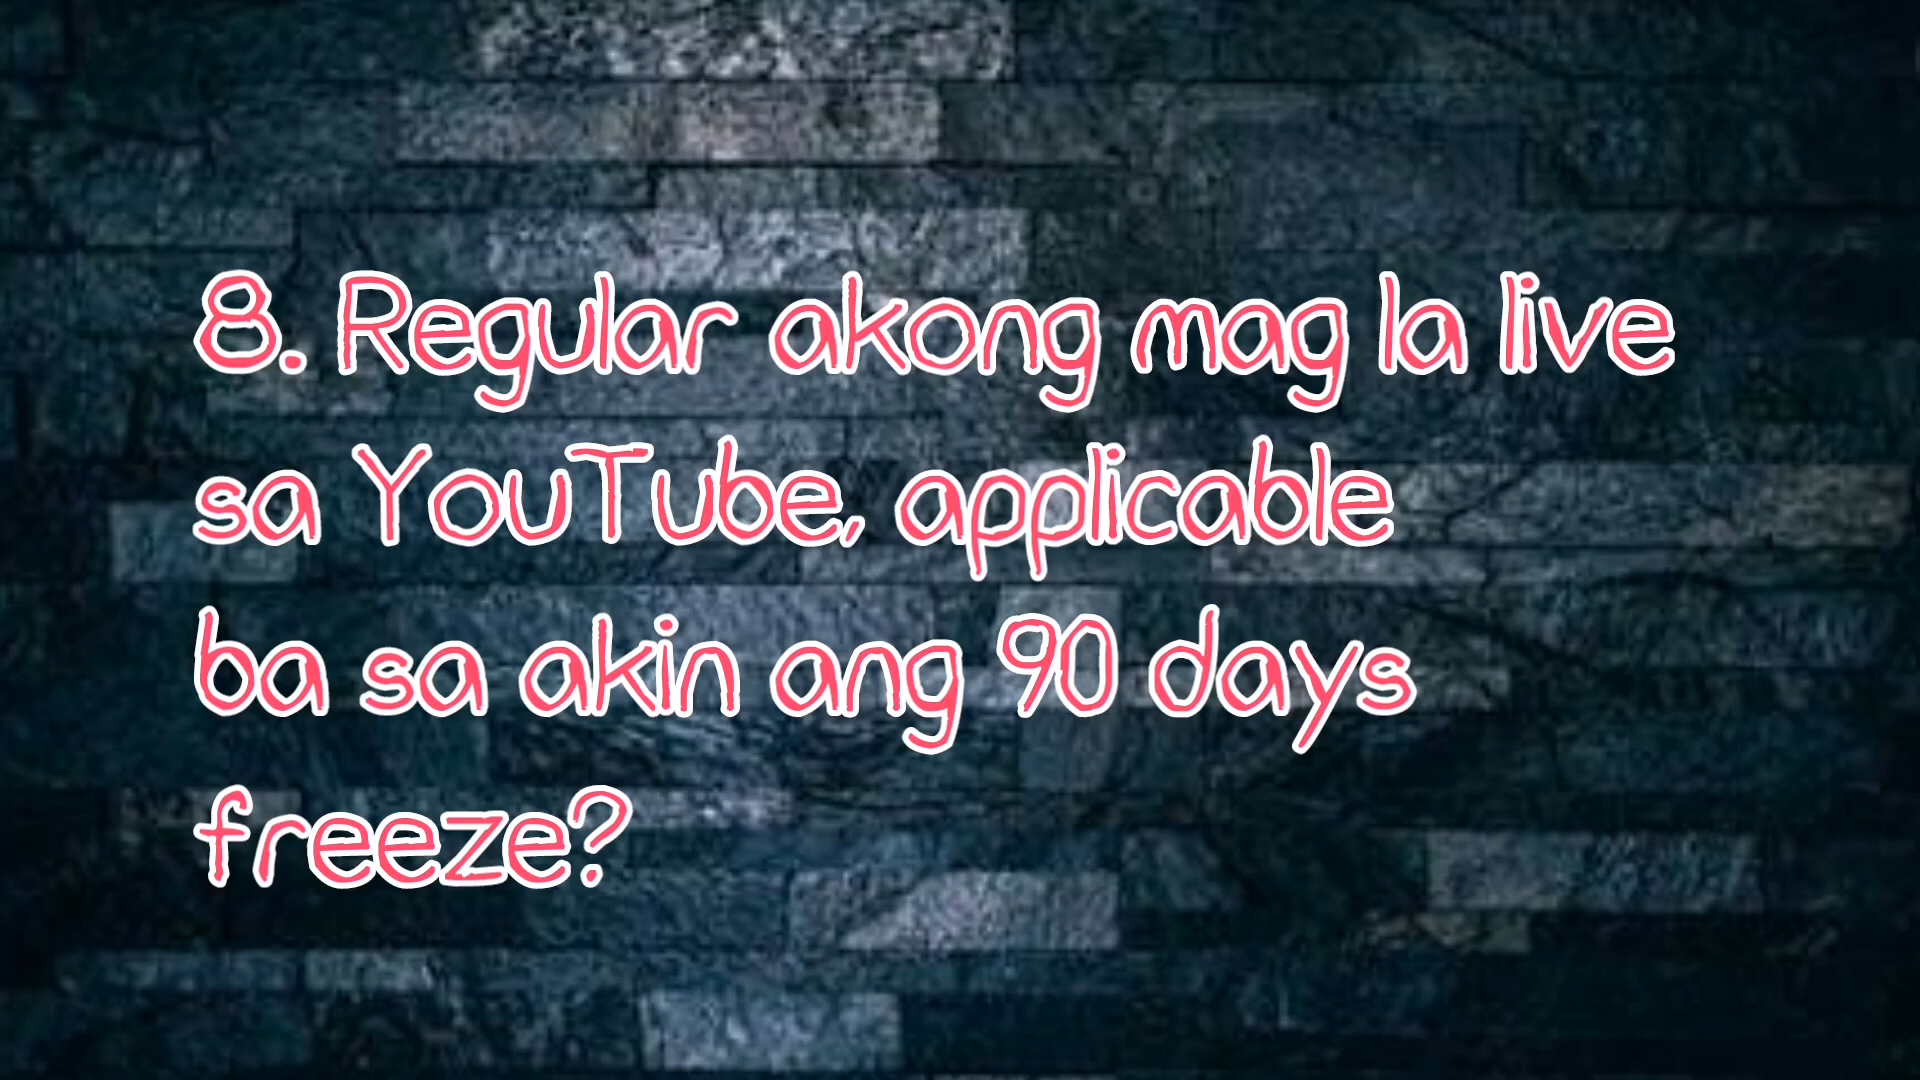 8. Regular akong mag la live
sa YouTube, applicable
ba sa akin ang 90 days
freeze?